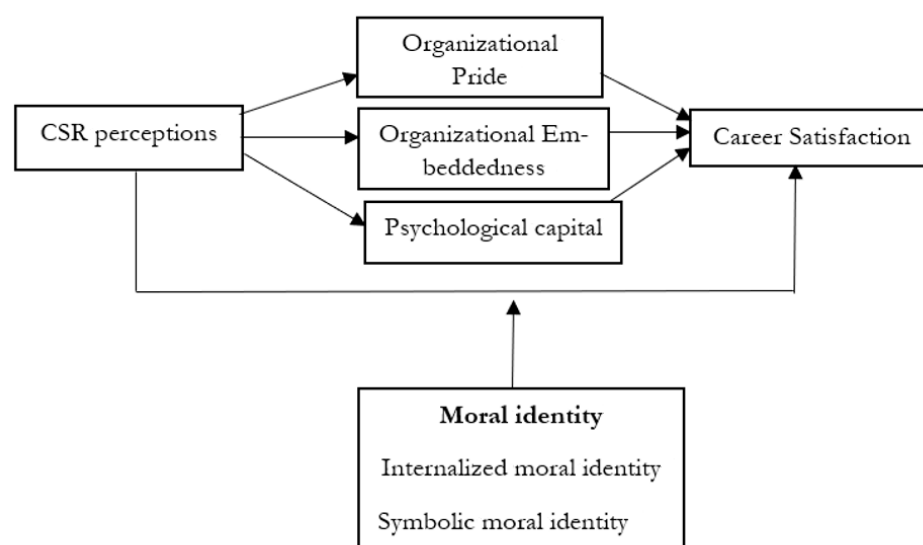 Organizational
Pride
CSR perceptions
Organizational Em-
beddedness
Career Satisfaction
Psychological capital
Moral identity
Internalized moral identity
Symbolic moral identity